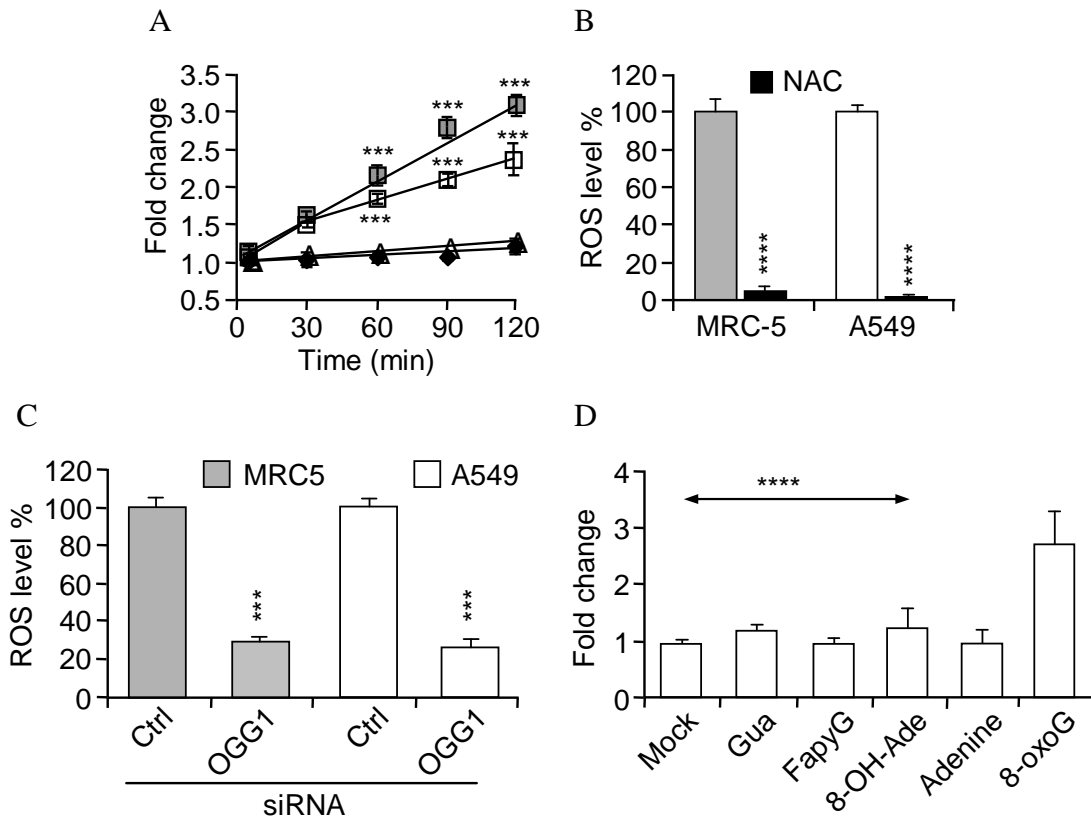 A
Fold change
3.5
3.0
2.5
2.0
1.5
1.0
0.5
***
***
***
***
***
***
0 30 60 90 120
Time (min)
B
ROS level %
120
100
80
60
40
20
0
NAC
****
****
MRC-5 A549
C
ROS level %
120
100
80
60
40
20
0
MRC5 A549
***
***
Ctrl OGG1 Ctrl OGG1
siRNA
D
Fold change
4
3
2
1
0
****
Mock Gua FapyG 8-OH-Ade Adenine 8-oxoG